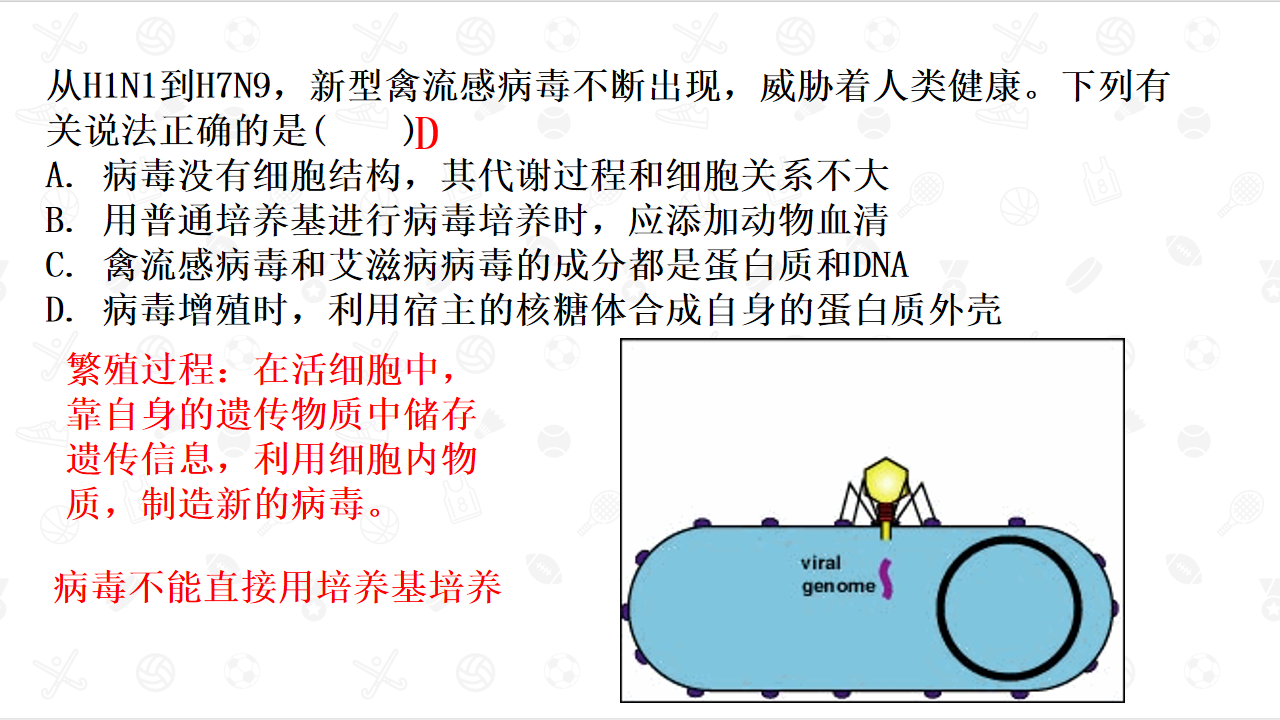 从H1N1到H7N9，新型禽流感病毒不断出现，威胁着人类健康。下列有
关说法正确的是(　　)D
A. 病毒没有细胞结构，其代谢过程和细胞关系不大
B. 用普通培养基进行病毒培养时，应添加动物血清
C. 禽流感病毒和艾滋病病毒的成分都是蛋白质和DNA
D. 病毒增殖时，利用宿主的核糖体合成自身的蛋白质外壳
繁殖过程：在活细胞中，
靠自身的遗传物质中储存
遗传信息，利用细胞内物
质，制造新的病毒。
病毒不能直接用培养基培养
viral
genome